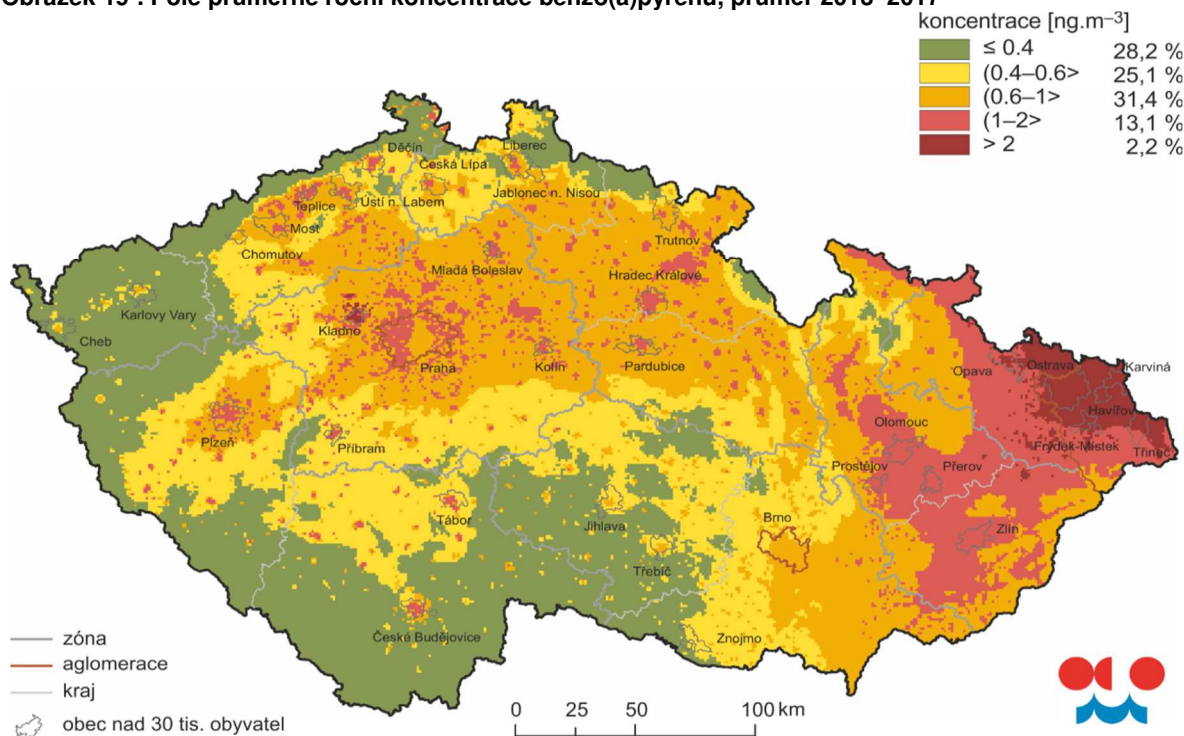 koncentrace [ng.m⁻³]
≤ 0.4 28,2 %
(0.4–0.6> 25,1 %
(0.6–1> 31,4 %
(1–2> 13,1 %
> 2 2,2 %
Děčín
Liberec
Česká Lípa
Jablonec n. Nisou
Teplice
Ústí n. Labem
Most
Chomutov
Trutnov
Mladá Boleslav
Hradec Králové
Karlovy Vary
Cheb
Kladno
Praha
Kolín
Pardubice
Opava
Ostrava
Karviná
Havířov
Olomouc
Plzeň
Příbram
Frýdek-Místek
Třinec
Prostějov
Přerov
Tábor
Jihlava
Brno
Zlín
Třebíč
České Budějovice
Znojmo
zóna
aglomerace
kraj
obec nad 30 tis. obyvatel
0 25 50 100 km